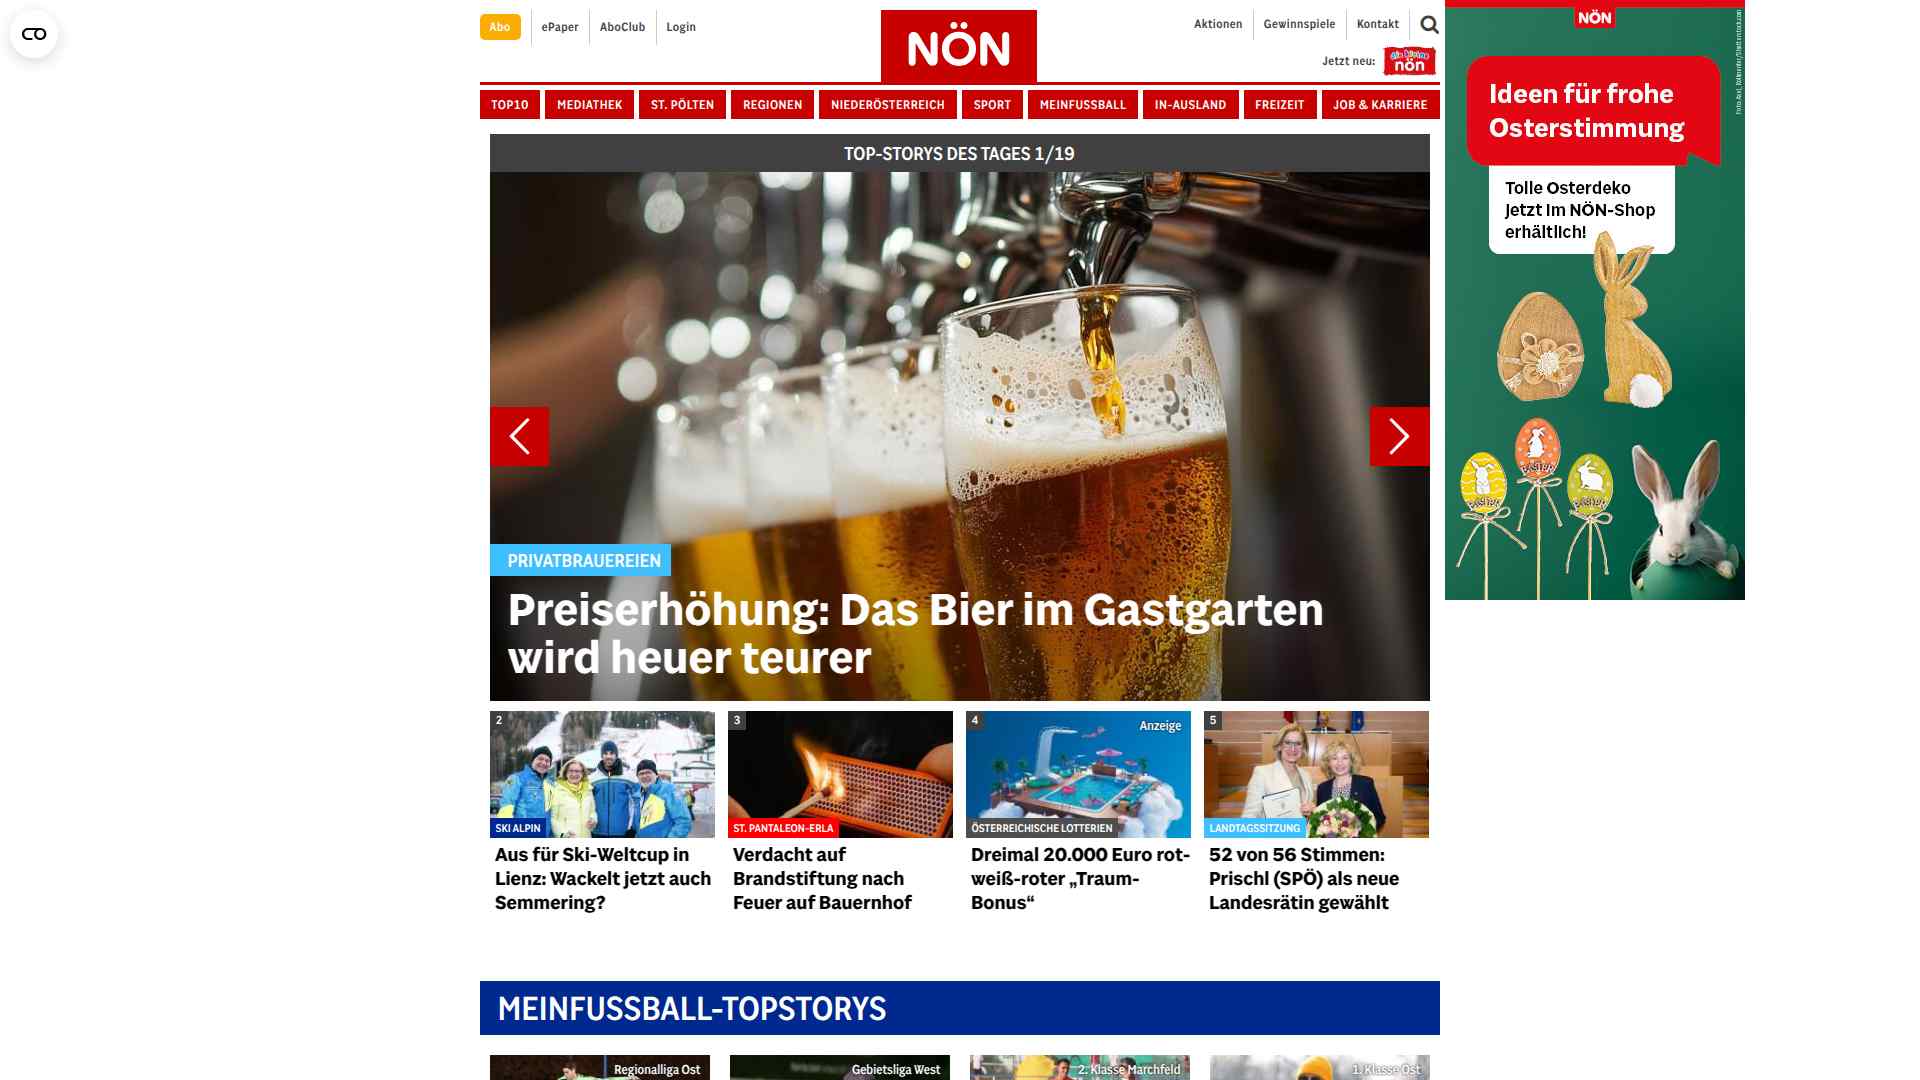 Abo
ePaper
AboClub
Login
NÖN
Aktionen
Gewinnspiele
Kontakt
Jetzt neu:
die kleine
nön
TOP10
MEDIATHEK
ST. PÖLTEN
REGIONEN
NIEDERÖSTERREICH
SPORT
MEINFUSSBALL
IN-AUSLAND
FREIZEIT
JOB & KARRIERE
TOP-STORYS DES TAGES 1/19
PRIVATBRAUEREIEN
Preiserhöhung: Das Bier im Gastgarten
wird heuer teurer
2
SKI ALPIN
Aus für Ski-Weltcup in
Lienz: Wackelt jetzt auch
Semmering?
3
ST. PANTALEON-ERLA
Verdacht auf
Brandstiftung nach
Feuer auf Bauernhof
4
Anzeige
ÖSTERREICHISCHE LOTTERIEN
Dreimal 20.000 Euro rot-
weiß-roter „Traum-
Bonus“
5
LANDTAGSSITZUNG
52 von 56 Stimmen:
Prischl (SPÖ) als neue
Landesrätin gewählt
MEINFUSSBALL-TOPSTORYS
Regionalliga Ost
Gebietsliga West
2. Klasse Marchfeld
1. Klasse Ost
NÖN
Ideen für frohe
Osterstimmung
Tolle Osterdeko
jetzt im NÖN-Shop
erhältlich!
EASTER
EASTER
EASTER